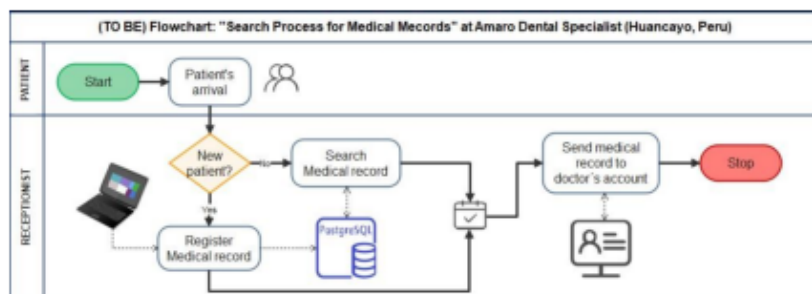 (TO BE) Flowchart: "Search Process for Medical Mecords" at Amaro Dental Specialist (Huancayo, Peru)
PATIENT
Start
Patient's
arrival
RECEPTIONIST
New
patient?
No
Search
Medical record
Send medical
record to
doctor´s account
Stop
Yes
Register
Medical record
PostgreSQL